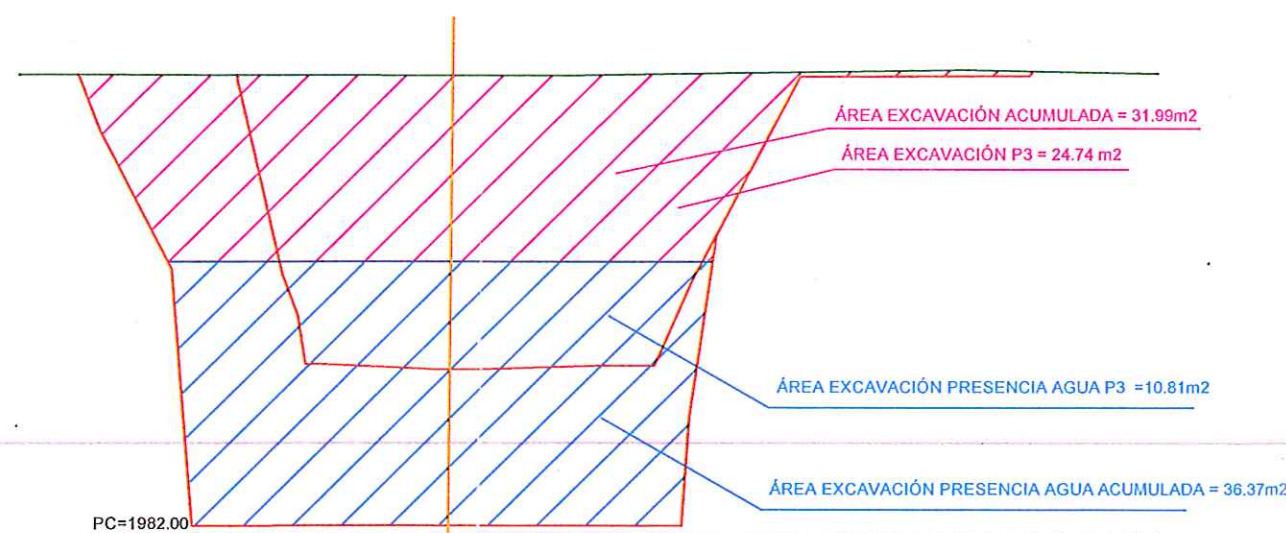 ÁREA EXCAVACIÓN ACUMULADA = 31.99m2
ÁREA EXCAVACIÓN P3 = 24.74 m2
ÁREA EXCAVACIÓN PRESENCIA AGUA P3 =10.81m2
ÁREA EXCAVACIÓN PRESENCIA AGUA ACUMULADA = 36.37m2
PC=1982.00